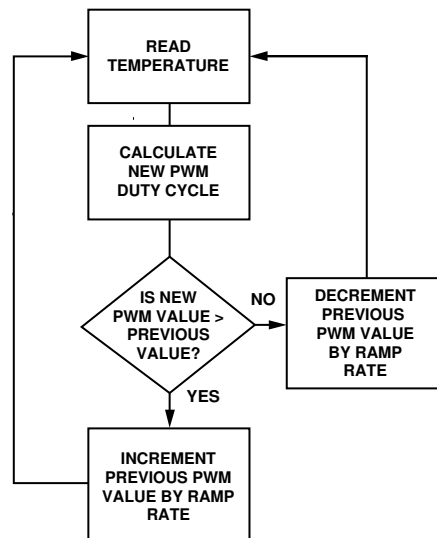 READ
TEMPERATURE
CALCULATE
NEW PWM
DUTY CYCLE
IS NEW
PWM VALUE >
PREVIOUS
VALUE?
NO
DECREMENT
PREVIOUS
PWM VALUE
BY RAMP
RATE
YES
INCREMENT
PREVIOUS PWM
VALUE BY RAMP
RATE